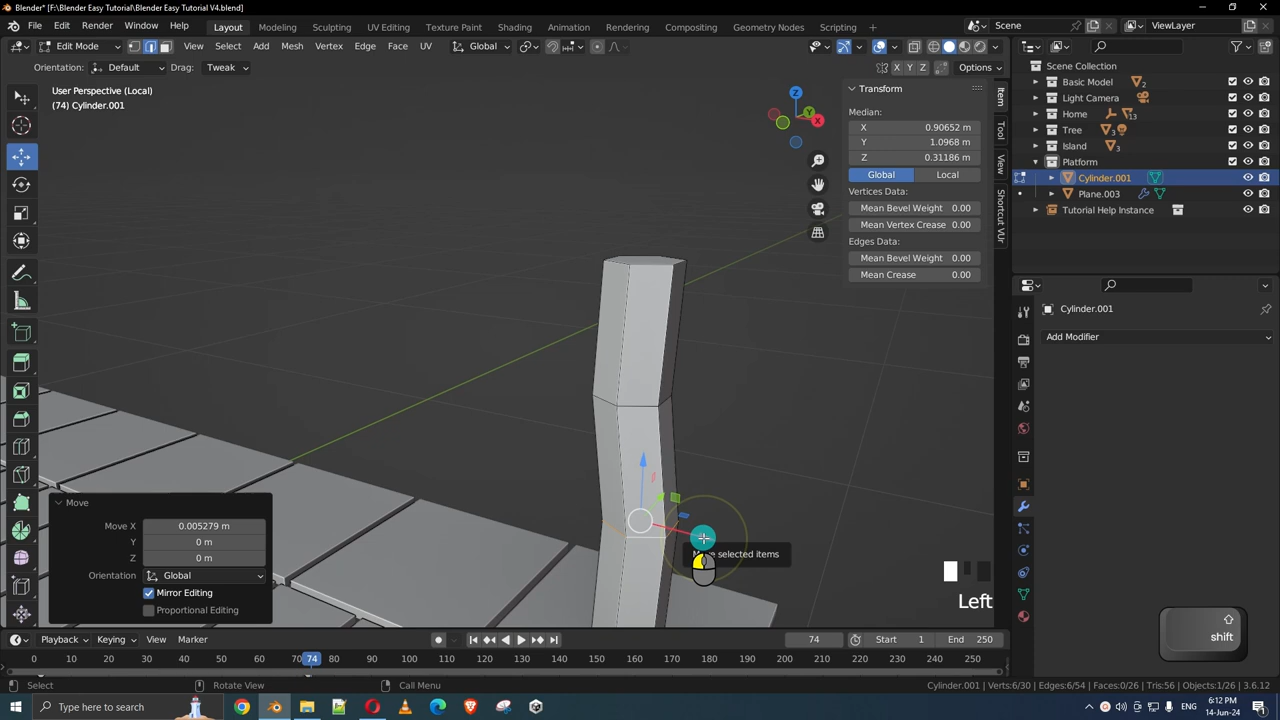 Blender* [F:\Blender Easy Tutorial\Blender Easy Tutorial V4.blend]
File Edit Render Window Help Layout Modeling Sculpting UV Editing Texture Paint Shading Animation Rendering Compositing Geometry Nodes Scripting Scene ViewLayer
Edit Mode View Select Add Mesh Vertex Edge Face UV Global
Orientation: Default Drag: Tweak X Y Z Options
User Perspective (Local)
(74) Cylinder.001
Z
Y
X
Transform
Median:
X 0.90652 m
Y 1.0968 m
Z 0.31186 m
Global Local
Vertices Data:
Mean Bevel Weight 0.00
Mean Vertex Crease 0.00
Edges Data:
Mean Bevel Weight 0.00
Mean Crease 0.00
Item
Tool
View
Shortcut VUr
Scene Collection
Basic Model 2
Light Camera
Home 13
Tree 3
Island 3
Platform
Cylinder.001
Plane.003
Tutorial Help Instance
Cylinder.001
Add Modifier
Move
Move X 0.005279 m
Y 0 m
Z 0 m
Orientation Global
Mirror Editing
Proportional Editing
selected items
Left
shift
Playback Keying View Marker 74 Start 1 End 250
0 10 20 30 40 50 60 70 74 80 90 100 110 120 130 140 150 160 170 180 190 200 210 220 230 240 250
Select Rotate View Call Menu Cylinder.001 | Verts:6/30 | Edges:6/54 | Faces:0/26 | Tris:56 | Objects:1/26 | 3.6.12
Type here to search
6:12 PM
14-Jun-24